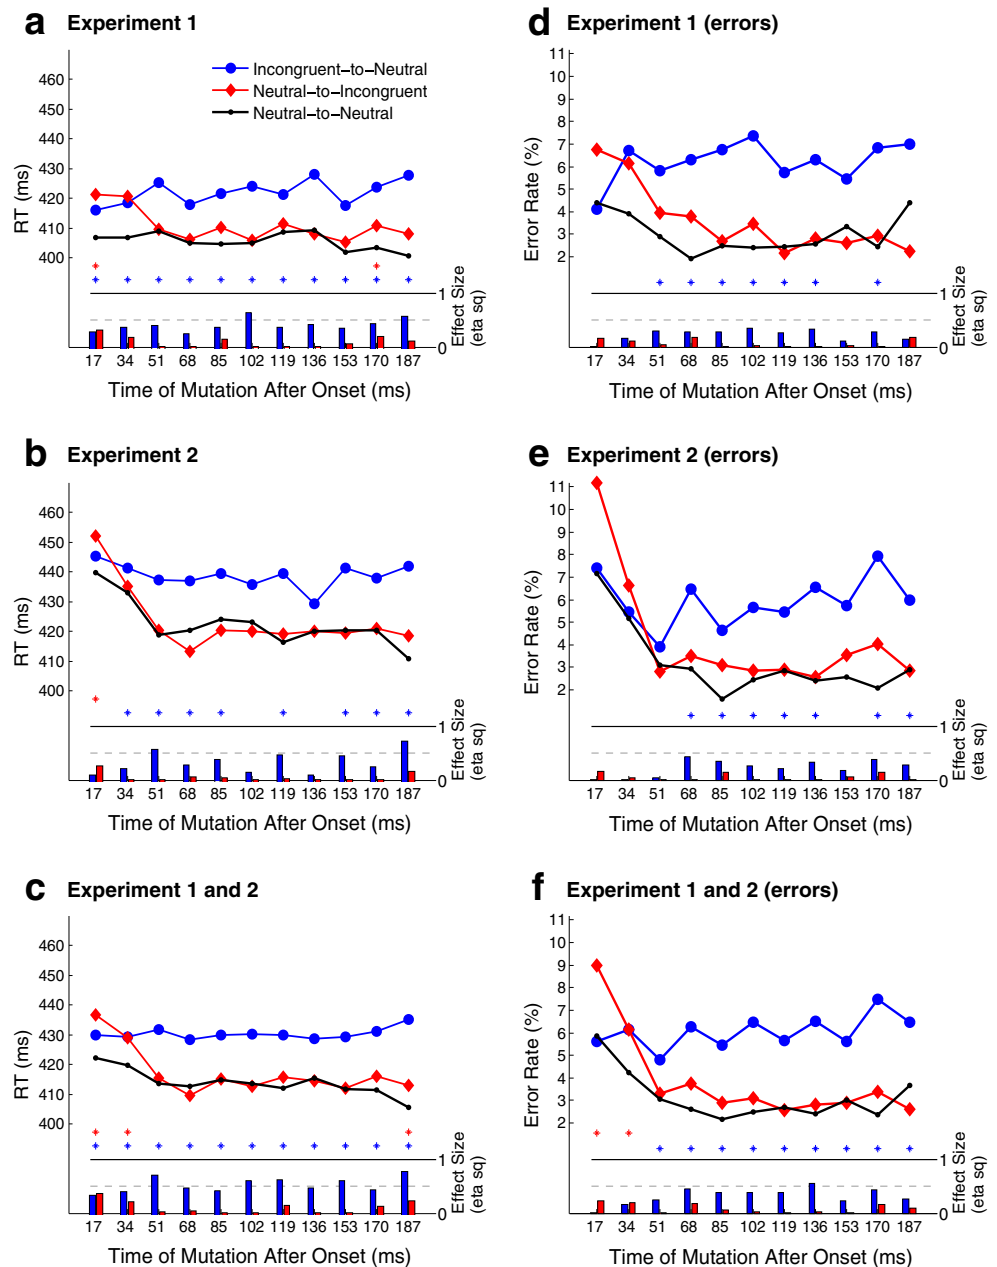 a Experiment 1
460
450
440
430
420
410
400
RT (ms)
Incongruent-to-Neutral
Neutral-to-Incongruent
Neutral-to-Neutral
1
0
Effect Size
(eta sq)
17 34 51 68 85 102 119 136 153 170 187
Time of Mutation After Onset (ms)
d Experiment 1 (errors)
11
10
9
8
7
6
5
4
3
2
Error Rate (%)
1
0
Effect Size
(eta sq)
17 34 51 68 85 102 119 136 153 170 187
Time of Mutation After Onset (ms)
b Experiment 2
460
450
440
430
420
410
400
RT (ms)
1
0
Effect Size
(eta sq)
17 34 51 68 85 102 119 136 153 170 187
Time of Mutation After Onset (ms)
e Experiment 2 (errors)
11
10
9
8
7
6
5
4
3
2
Error Rate (%)
1
0
Effect Size
(eta sq)
17 34 51 68 85 102 119 136 153 170 187
Time of Mutation After Onset (ms)
c Experiment 1 and 2
460
450
440
430
420
410
400
RT (ms)
1
0
Effect Size
(eta sq)
17 34 51 68 85 102 119 136 153 170 187
Time of Mutation After Onset (ms)
f Experiment 1 and 2 (errors)
11
10
9
8
7
6
5
4
3
2
Error Rate (%)
1
0
Effect Size
(eta sq)
17 34 51 68 85 102 119 136 153 170 187
Time of Mutation After Onset (ms)